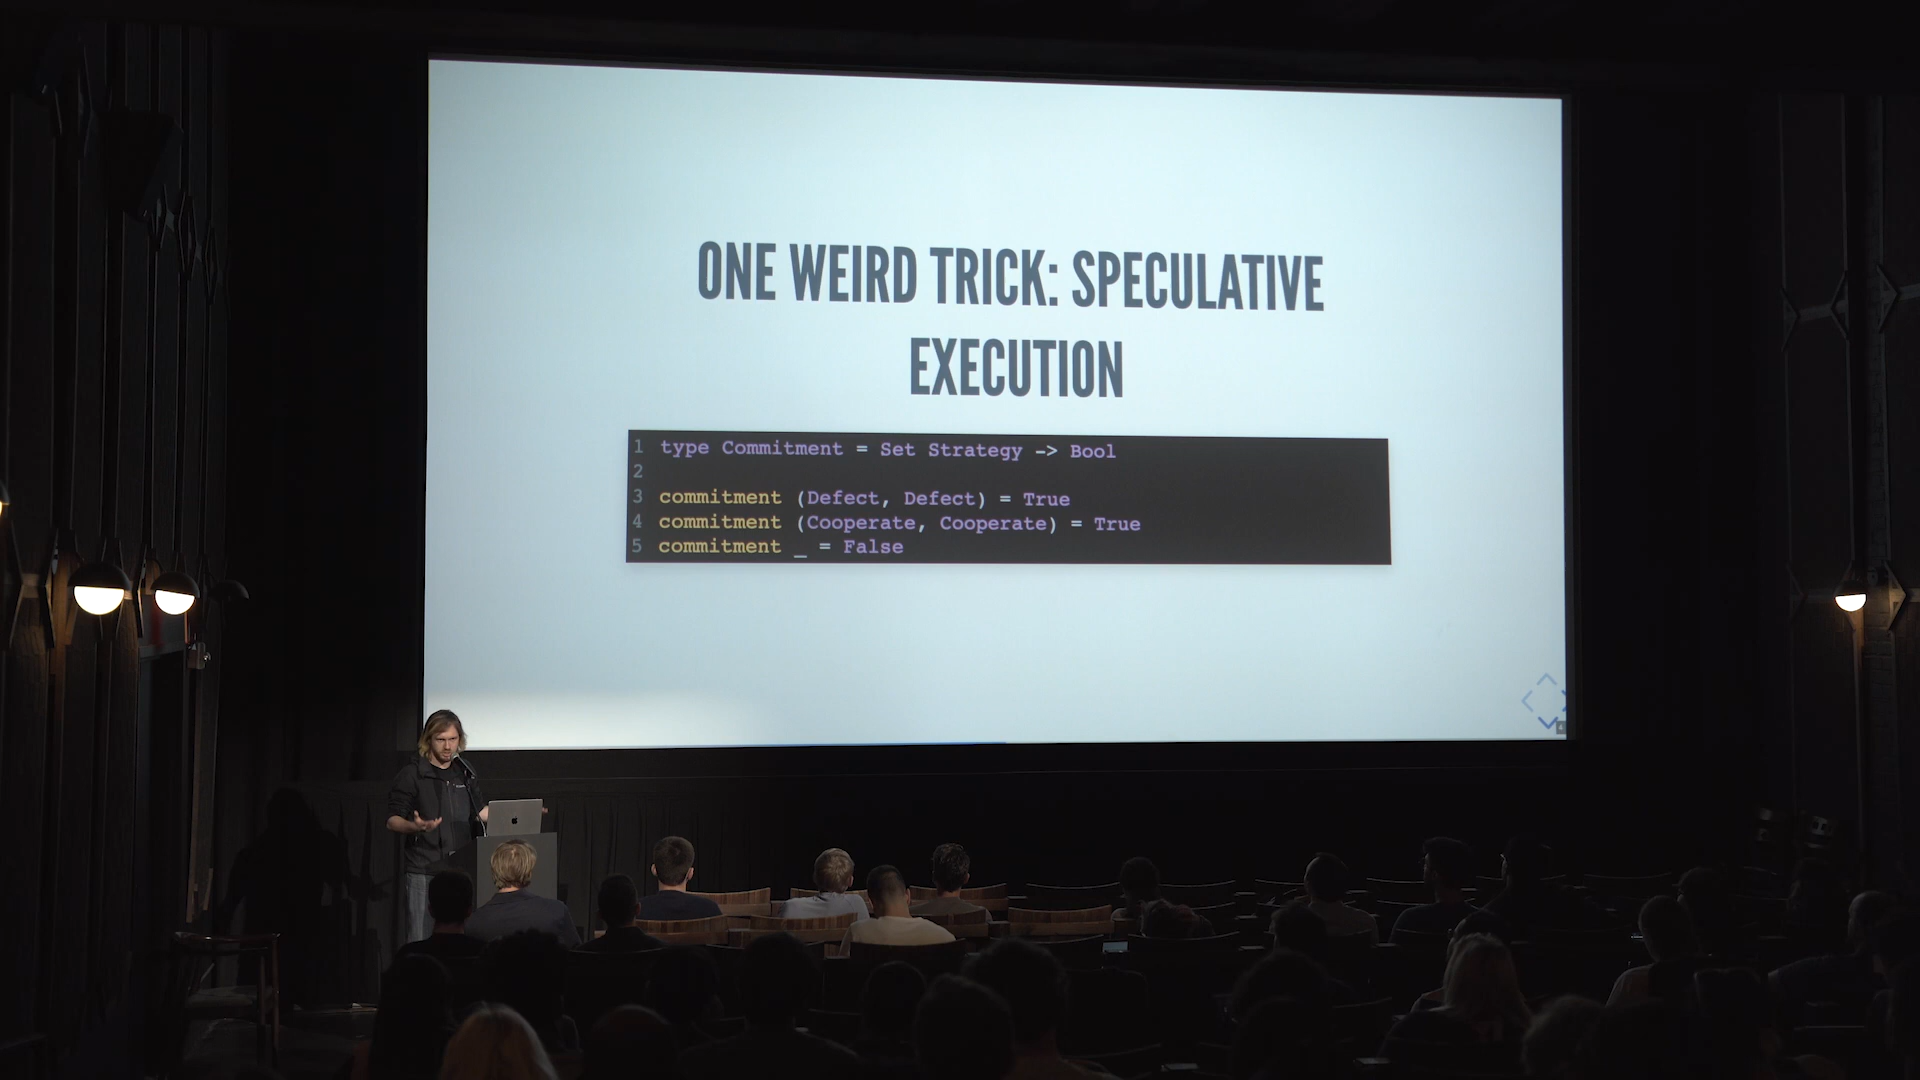 ONE WEIRD TRICK: SPECULATIVE
EXECUTION
1 type Commitment = Set Strategy -> Bool
2
3 commitment (Defect, Defect) = True
4 commitment (Cooperate, Cooperate) = True
5 commitment _ = False